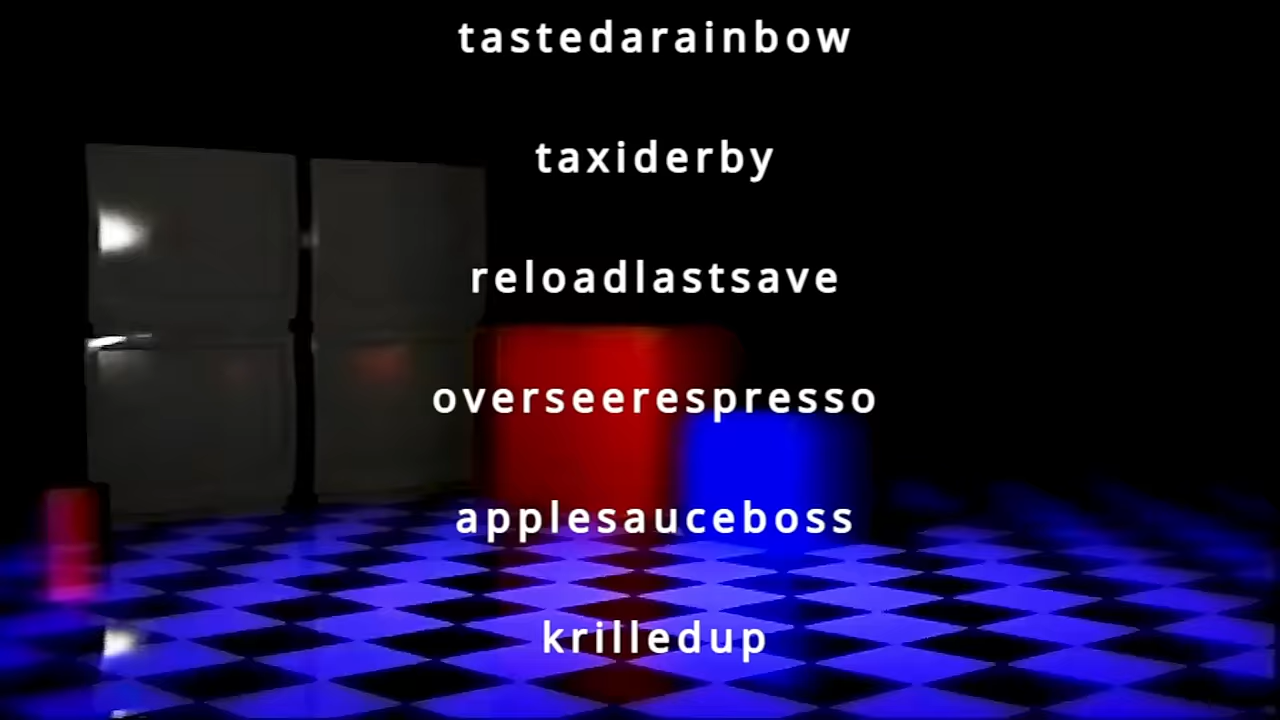 tastedarainbow
taxiderby
reloadlastsave
overseerespresso
applesauceboss
krilledup